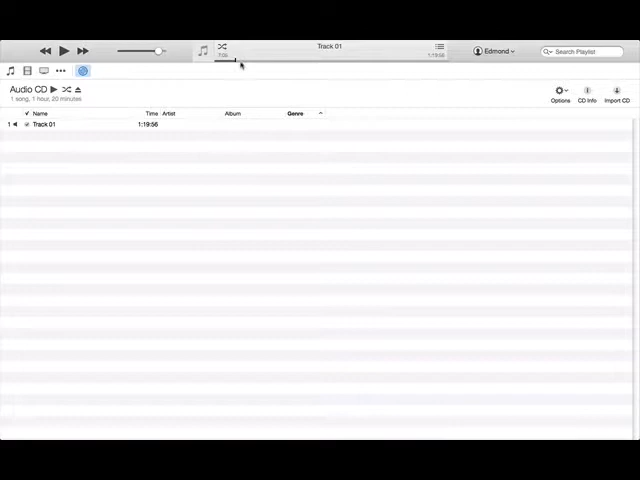 Track 01
7:05
1:19:56
Edmond
Search Playlist
Audio CD
1 song, 1 hour, 20 minutes
Options
CD Info
Import CD
Name Time Artist Album Genre
1 Track 01 1:19:56